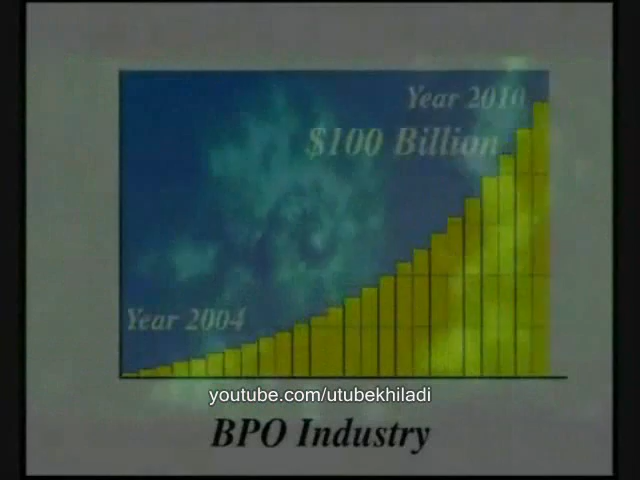 Year 2010
$100 Billion
Year 2004
youtube.com/utubekhiladi
BPO Industry